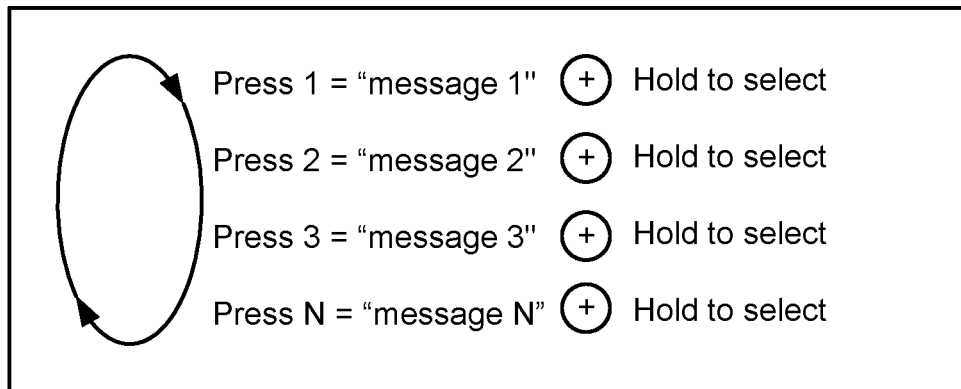 Press 1 = “message 1" + Hold to select
Press 2 = “message 2" + Hold to select
Press 3 = “message 3" + Hold to select
Press N = “message N” + Hold to select